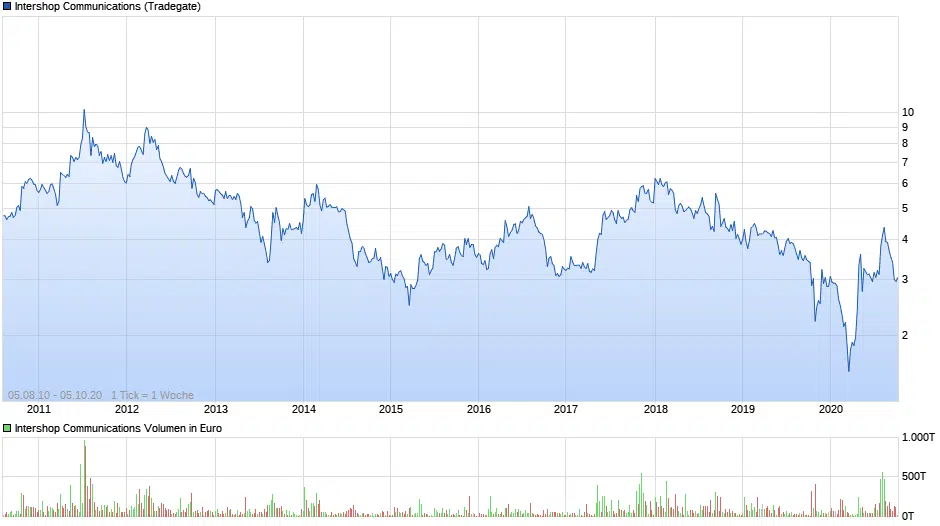 Intershop Communications (Tradegate)
10
9
8
7
6
5
4
3
2
05.08.10 - 05.10.20 1 Tick = 1 Woche
2011 2012 2013 2014 2015 2016 2017 2018 2019 2020
Intershop Communications Volumen in Euro
1.000T
500T
0T